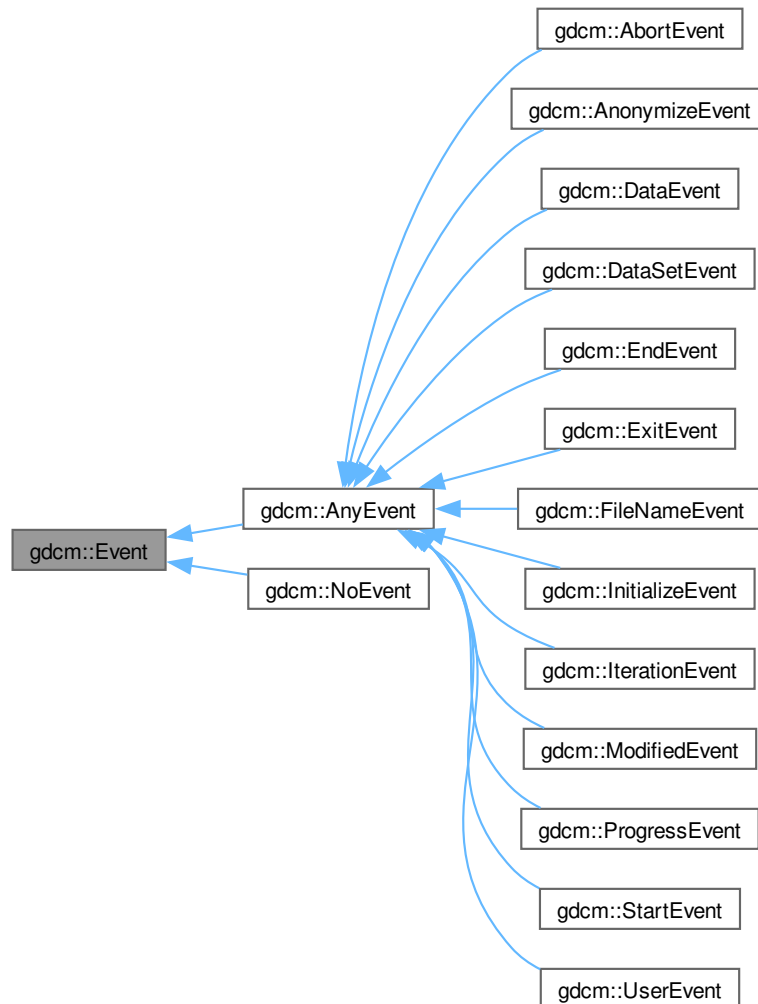 gdcm::AbortEvent
gdcm::AnonymizeEvent
gdcm::DataEvent
gdcm::DataSetEvent
gdcm::EndEvent
gdcm::ExitEvent
gdcm::AnyEvent
gdcm::FileNameEvent
gdcm::Event
gdcm::NoEvent
gdcm::InitializeEvent
gdcm::IterationEvent
gdcm::ModifiedEvent
gdcm::ProgressEvent
gdcm::StartEvent
gdcm::UserEvent